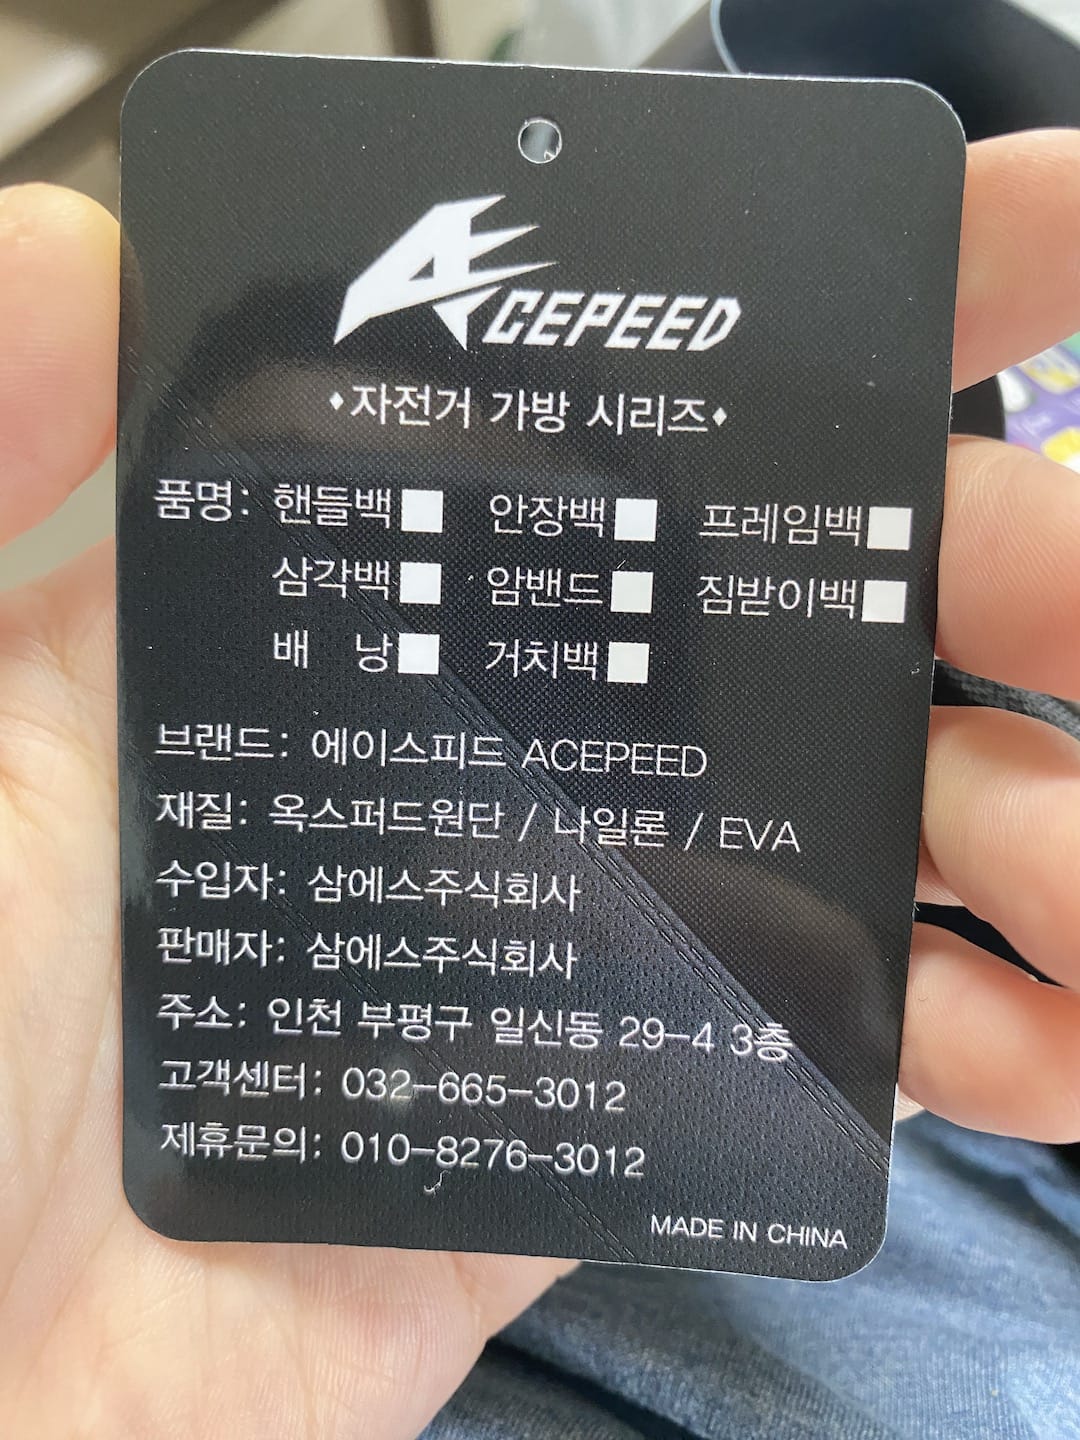 ACEPEED
♦자전거 가방 시리즈♦
품명: 핸들백■ 안장백■ 프레임백■
삼각백■ 암밴드■ 짐받이백■
배 낭■ 거치백■
브랜드: 에이스피드 ACEPEED
재질: 옥스퍼드원단 / 나일론 / EVA
수입자: 삼에스주식회사
판매자: 삼에스주식회사
주소: 인천 부평구 일신동 29-4 3층
고객센터: 032-665-3012
제휴문의: 010-8276-3012
MADE IN CHINA